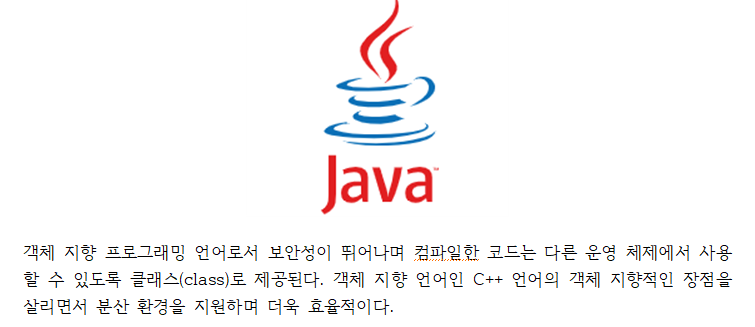 Java™
객체 지향 프로그래밍 언어로서 보안성이 뛰어나며 컴파일한 코드는 다른 운영 체제에서 사용
할 수 있도록 클래스(class)로 제공된다. 객체 지향 언어인 C++ 언어의 객체 지향적인 장점을
살리면서 분산 환경을 지원하며 더욱 효율적이다.